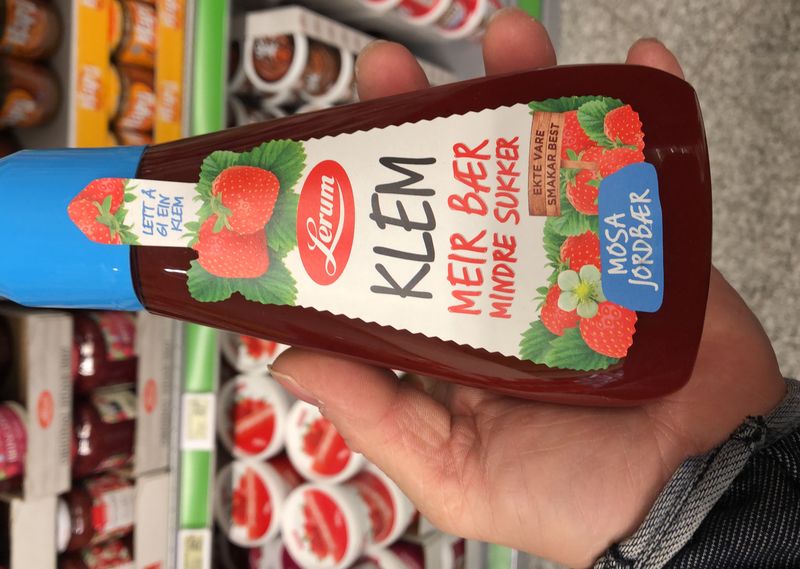 LETT Å
GI EIN
KLEM
Lerum
KLEM
MEIR BÆR
MINDRE SUKKER
EKTE VARE
SMAKAR BEST
MOSA
JORDBÆR